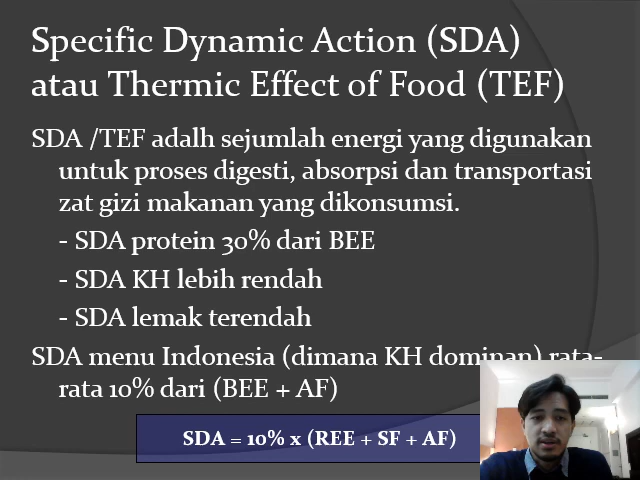 Specific Dynamic Action (SDA)
atau Thermic Effect of Food (TEF)
SDA /TEF adalh sejumlah energi yang digunakan
untuk proses digesti, absorpsi dan transportasi
zat gizi makanan yang dikonsumsi.
- SDA protein 30% dari BEE
- SDA KH lebih rendah
- SDA lemak terendah
SDA menu Indonesia (dimana KH dominan) rata-
rata 10% dari (BEE + AF)
SDA = 10% x (REE + SF + AF)